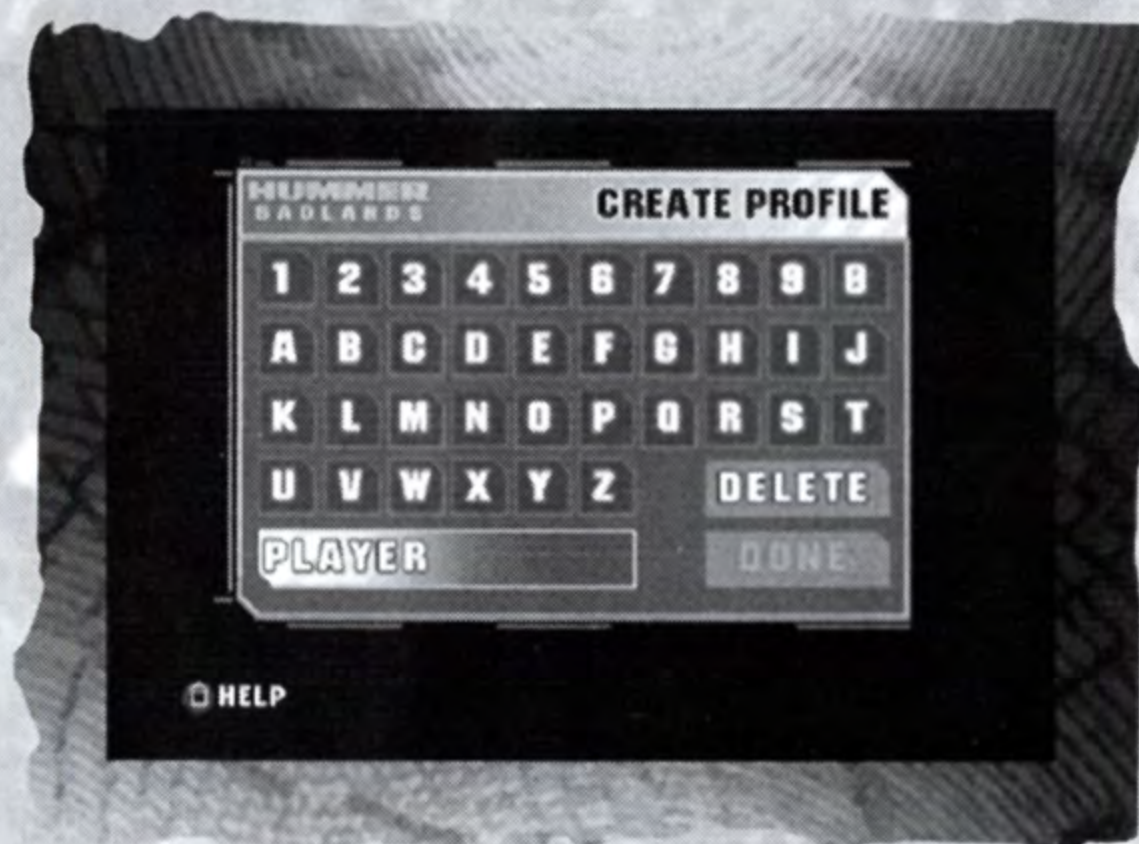 HUMMER
BADLANDS
CREATE PROFILE
1 2 3 4 5 6 7 8 9 0
A B C D E F G H I J
K L M N O P Q R S T
U V W X Y Z
DELETE
PLAYER
DONE
HELP